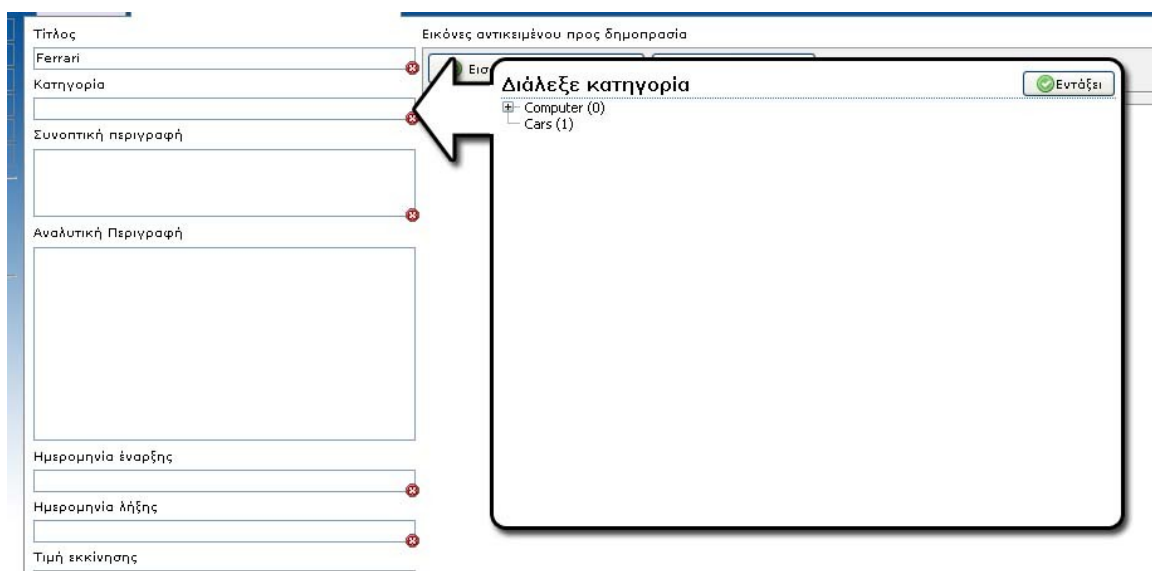 Τίτλος
Ferrari
Κατηγορία
Συνοπτική περιγραφή
Αναλυτική Περιγραφή
Ημερομηνία έναρξης
Ημερομηνία λήξης
Τιμή εκκίνησης
Εικόνες αντικειμένου προς δημοπρασία
Διάλεξε κατηγορία
Εντάξει
Computer (0)
Cars (1)